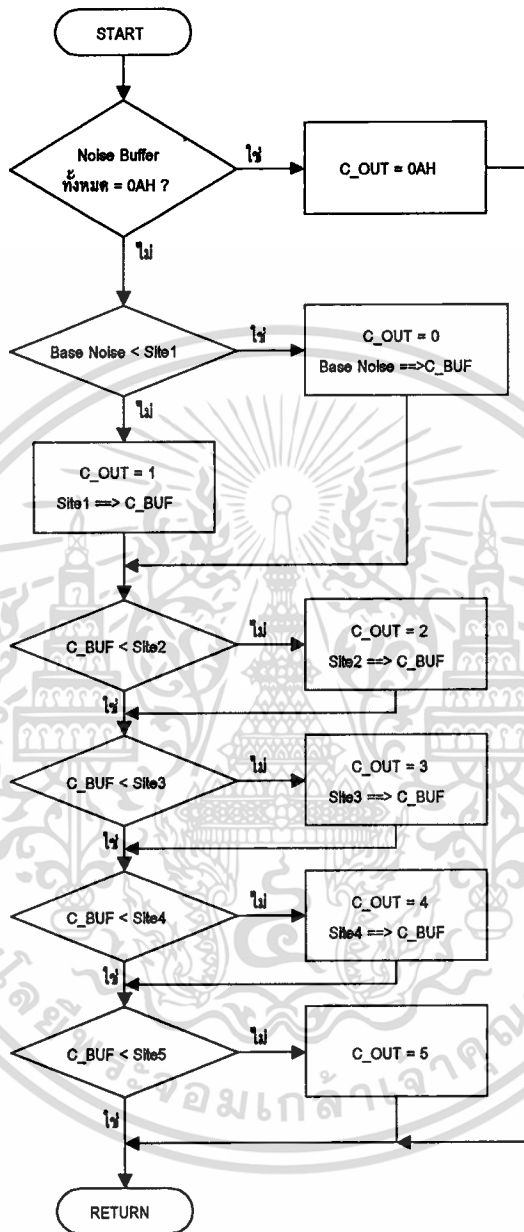 START
Noise Buffer
ทั้งหมด = 0AH ?
ใช่
C_OUT = 0AH
ไม่
Base Noise < Site1
ใช่
C_OUT = 0
Base Noise ==>C_BUF
ไม่
C_OUT = 1
Site1 ==> C_BUF
C_BUF < Site2
ไม่
C_OUT = 2
Site2 ==> C_BUF
ใช่
C_BUF < Site3
ไม่
C_OUT = 3
Site3 ==> C_BUF
ใช่
C_BUF < Site4
ไม่
C_OUT = 4
Site4 ==> C_BUF
ใช่
C_BUF < Site5
ไม่
C_OUT = 5
ใช่
RETURN